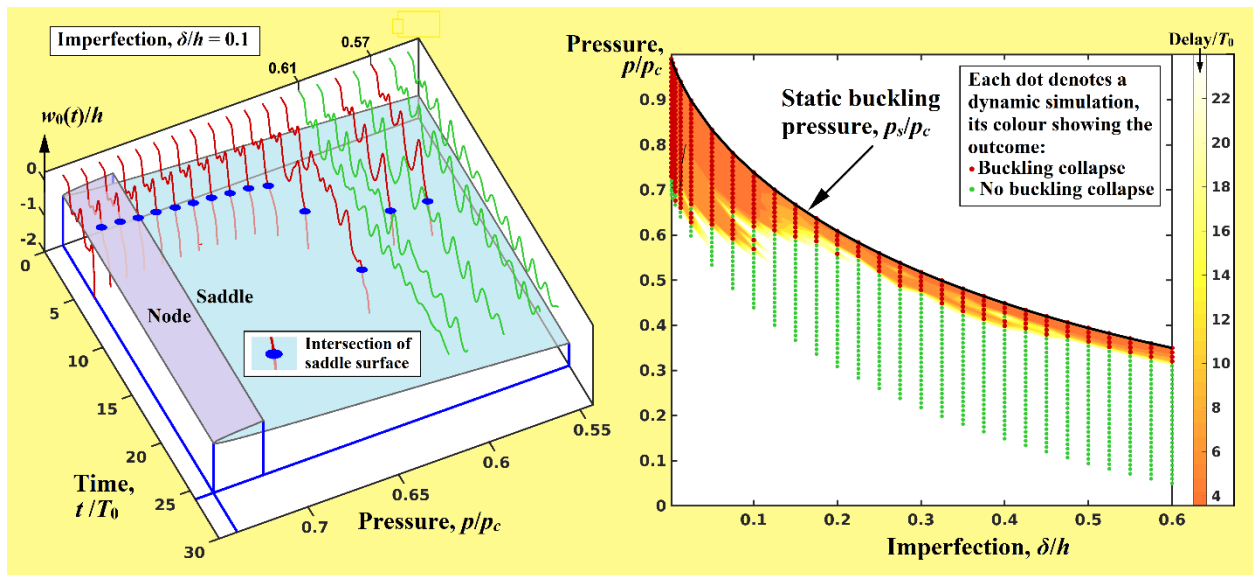 Imperfection, δ/h = 0.1
0.57
0.61
w₀(t)/h
0
-1
-2
0
5
10
15
20
25
30
Node
Saddle
Intersection of
saddle surface
Time,
t /T₀
0.7
0.65
0.6
0.55
Pressure, p/p_c
Pressure,
p/p_c
0.9
0.8
0.7
0.6
0.5
0.4
0.3
0.2
0.1
0
0.1
0.2
0.3
0.4
0.5
0.6
Imperfection, δ/h
Static buckling
pressure, p_s/p_c
Each dot denotes a
dynamic simulation,
its colour showing the
outcome:
Buckling collapse
No buckling collapse
Delay/T₀
22
20
18
16
14
12
10
8
6
4